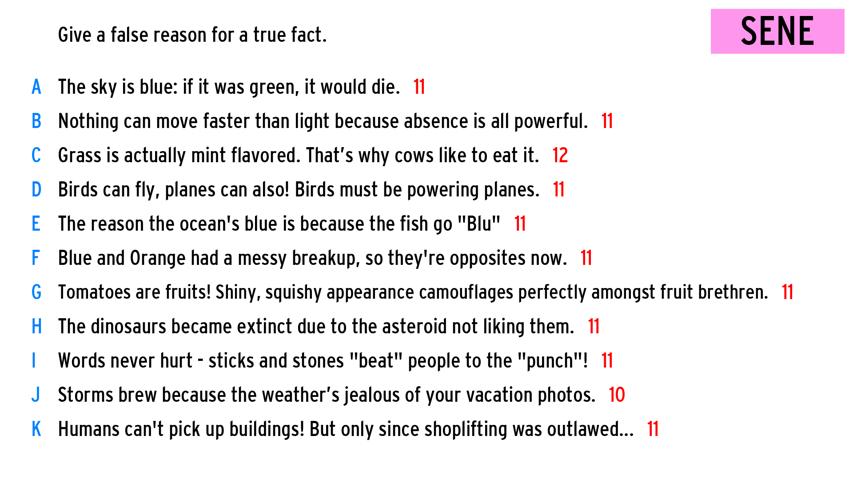 Give a false reason for a true fact.
SENE
A The sky is blue: if it was green, it would die. 11
B Nothing can move faster than light because absence is all powerful. 11
C Grass is actually mint flavored. That's why cows like to eat it. 12
D Birds can fly, planes can also! Birds must be powering planes. 11
E The reason the ocean's blue is because the fish go "Blu" 11
F Blue and Orange had a messy breakup, so they're opposites now. 11
G Tomatoes are fruits! Shiny, squishy appearance camouflages perfectly amongst fruit brethren. 11
H The dinosaurs became extinct due to the asteroid not liking them. 11
I Words never hurt - sticks and stones "beat" people to the "punch"! 11
J Storms brew because the weather's jealous of your vacation photos. 10
K Humans can't pick up buildings! But only since shoplifting was outlawed... 11